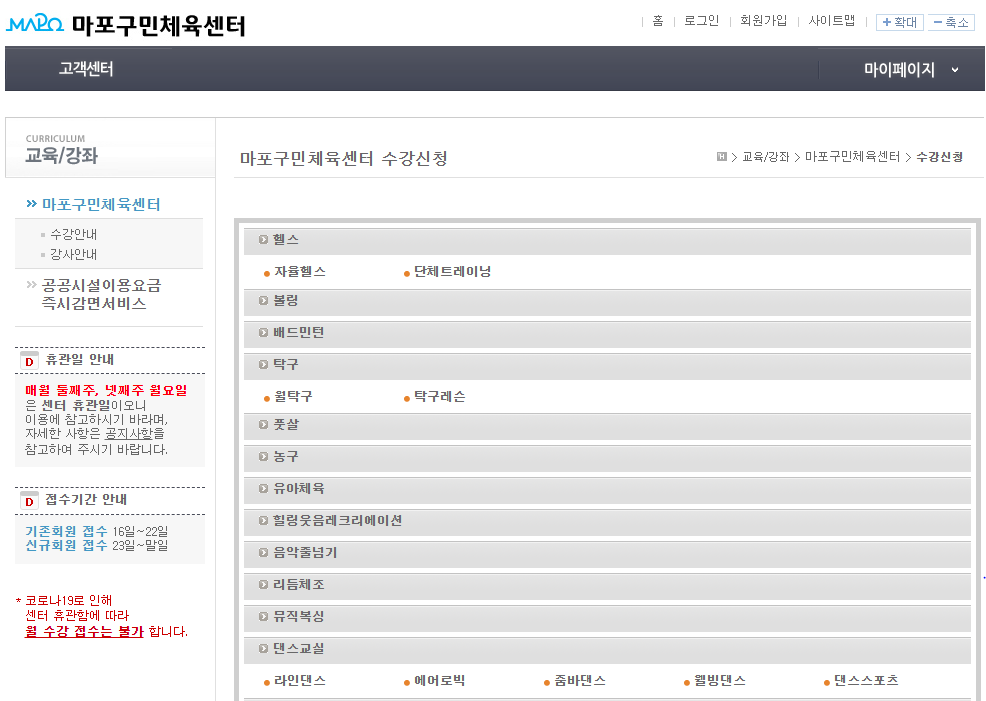 MAPO 마포구민체육센터
홈 로그인 회원가입 사이트맵 + 확대 - 축소
고객센터 마이페이지
CURRICULUM
교육/강좌
마포구민체육센터 수강신청
H > 교육/강좌 > 마포구민체육센터 > 수강신청
» 마포구민체육센터
수강안내
강사안내
» 공공시설이용요금
즉시감면서비스
D 휴관일 안내
매월 둘째주, 넷째주 월요일
은 센터 휴관일이오니
이용에 참고하시기 바라며,
자세한 사항은 공지사항을
참고하여 주시기 바랍니다.
D 접수기간 안내
기존회원 접수 16일~22일
신규회원 접수 23일~말일
* 코로나19로 인해
센터 휴관함에 따라
월 수강 접수는 불가 합니다.
헬스
자율헬스 단체트레이닝
볼링
배드민턴
탁구
월탁구 탁구레슨
풋살
농구
유아체육
힐링웃음레크리에이션
음악줄넘기
리듬체조
뮤직복싱
댄스교실
라인댄스 에어로빅 줌바댄스 웰빙댄스 댄스스포츠